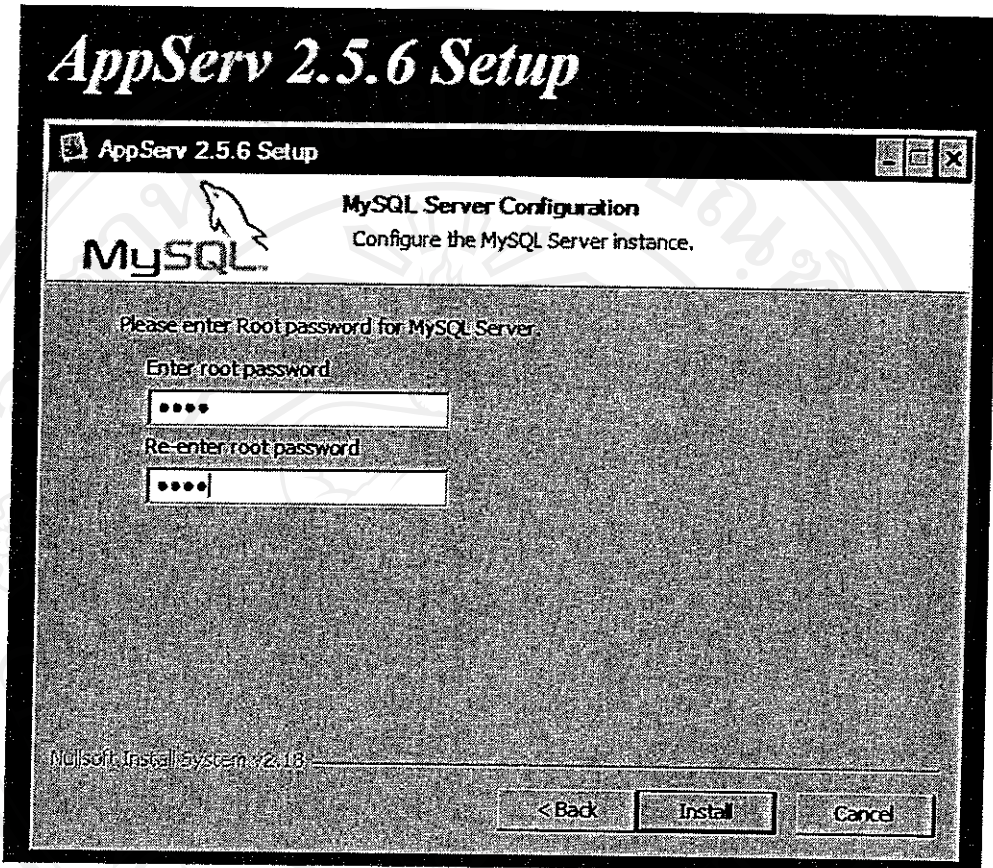 AppServ 2.5.6 Setup
AppServ 2.5.6 Setup
MySQL Server Configuration
Configure the MySQL Server instance.
MySQL
Please enter Root password for MySQL Server.
Enter root password
••••
Re-enter root password
••••
Nullsoft Install System v2.18
< Back Install Cancel